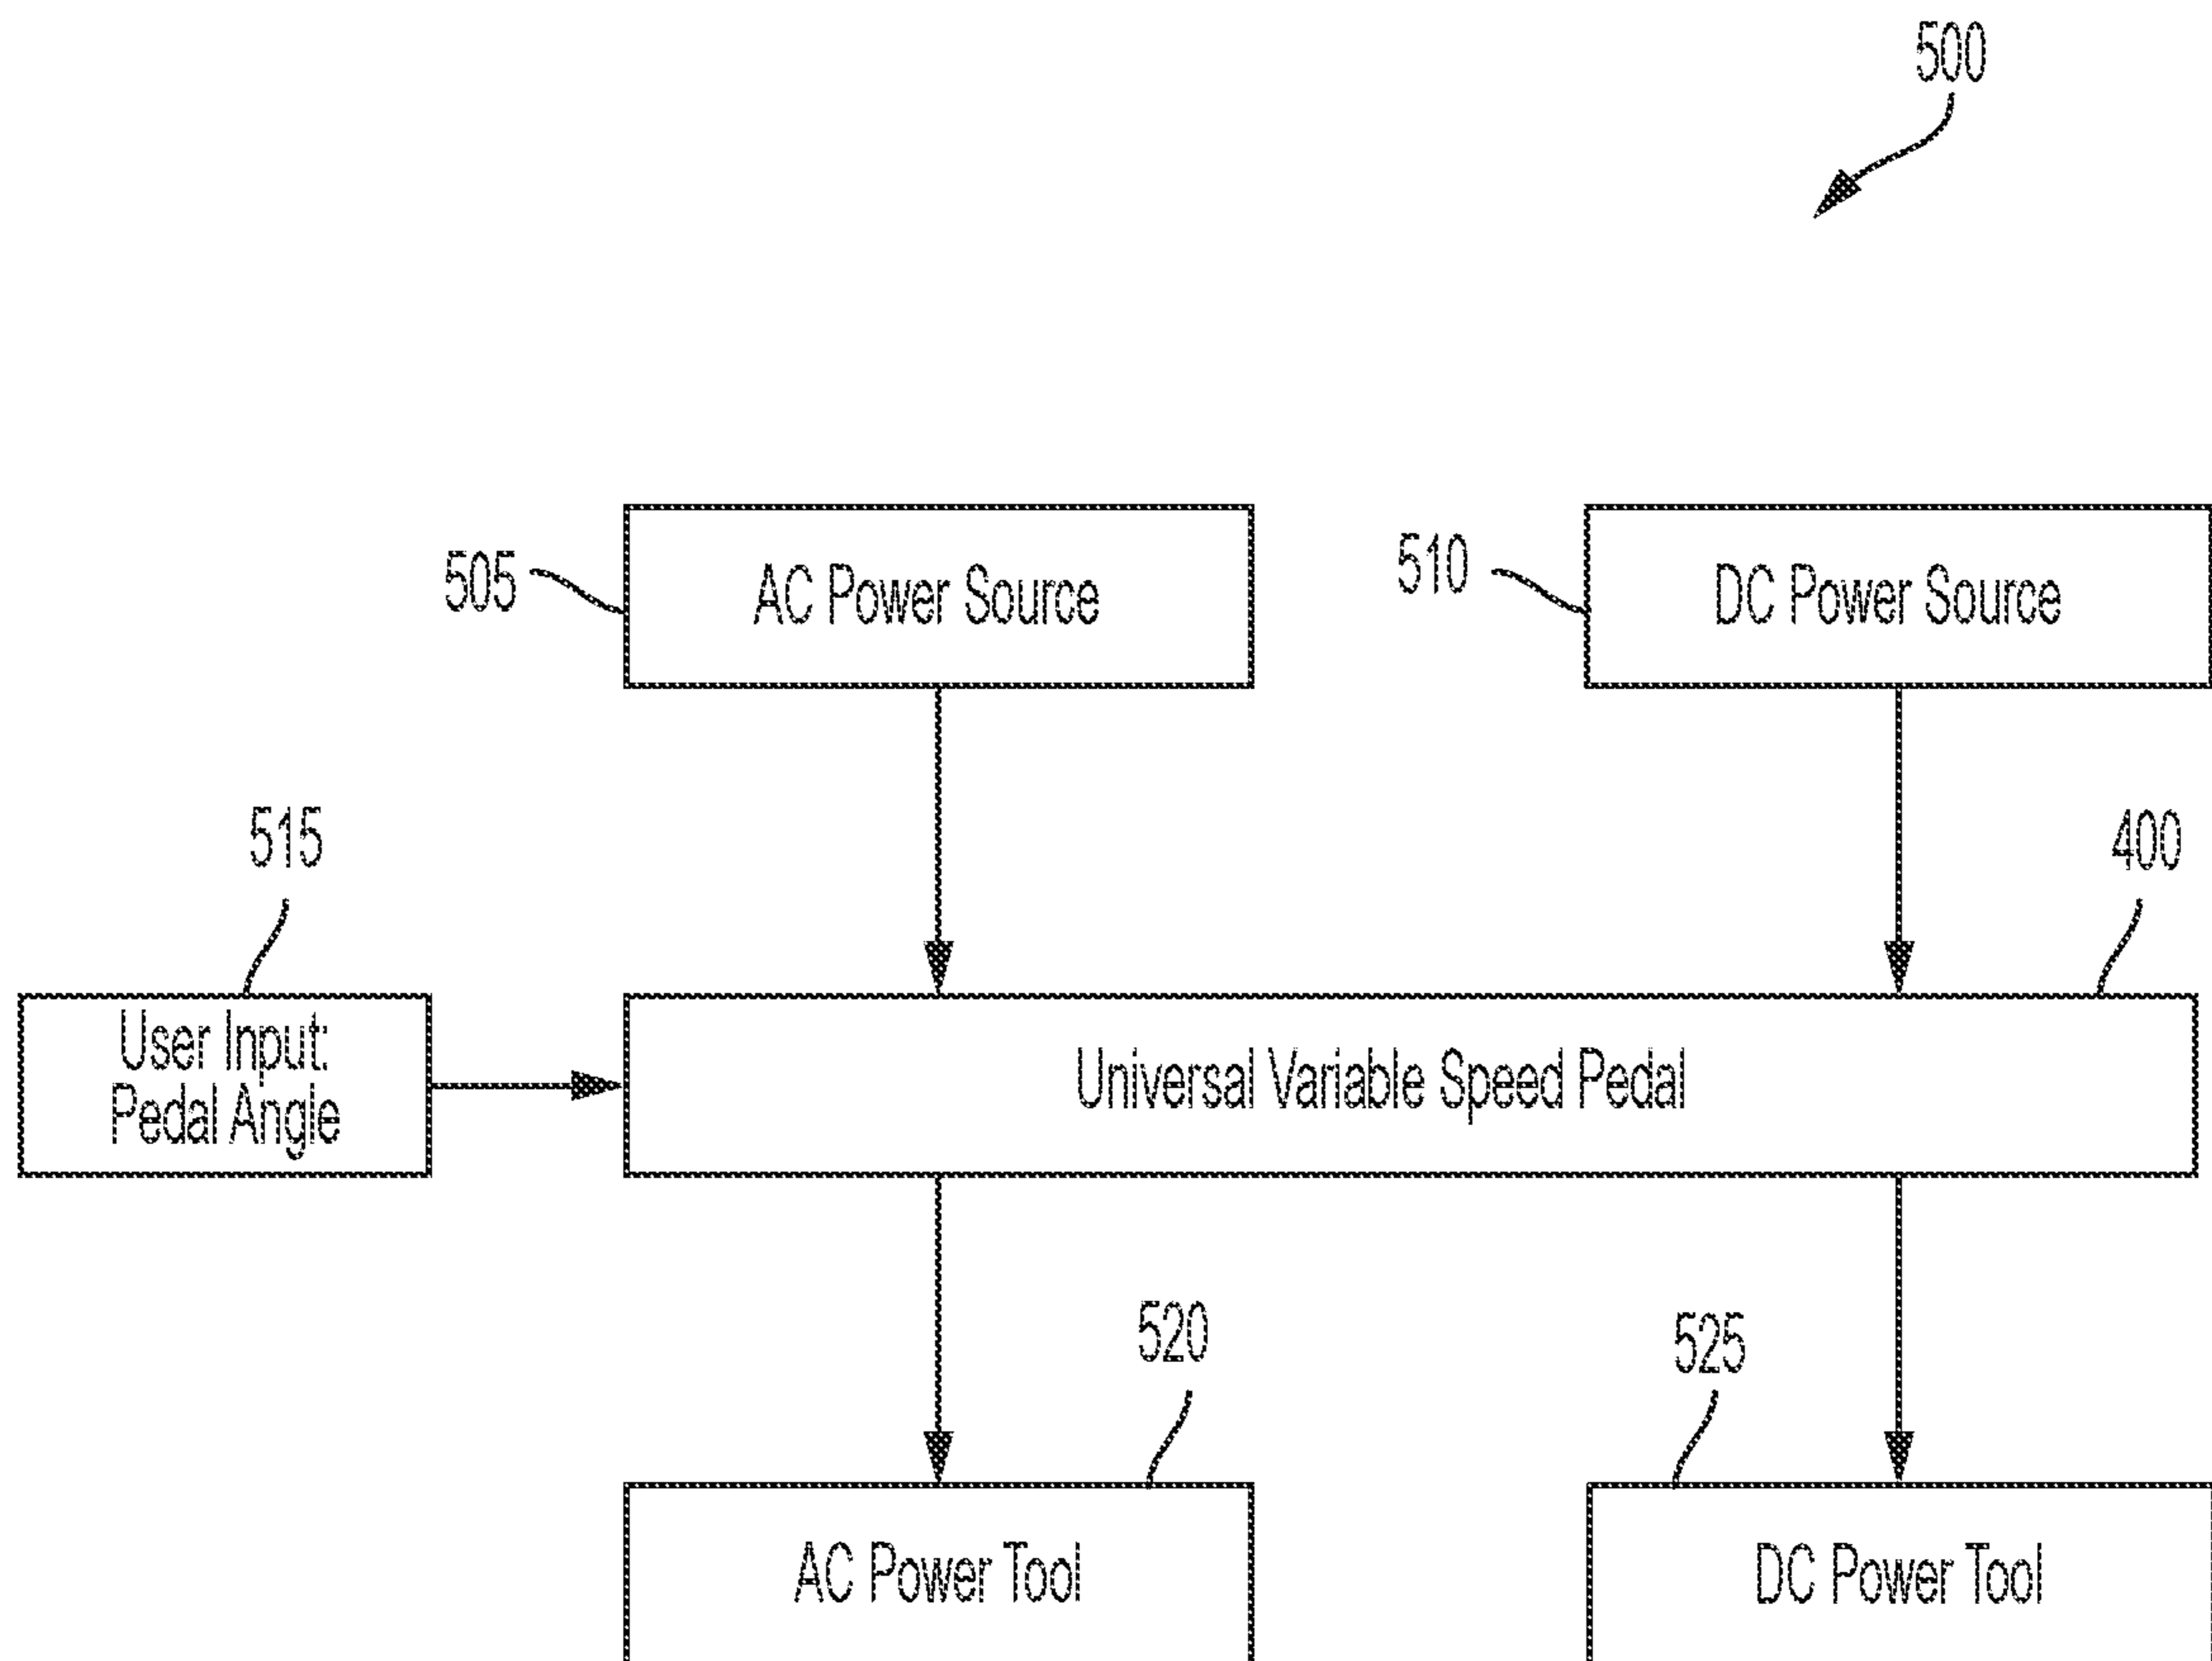 500
505
AC Power Source
510
DC Power Source
515
400
User Input:
Pedal Angle
Universal Variable Speed Pedal
520
525
AC Power Tool
DC Power Tool